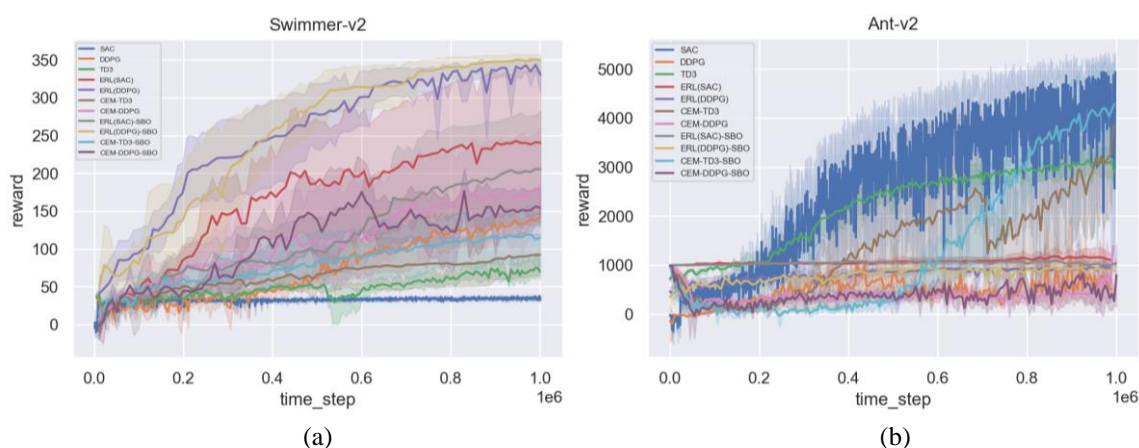 Swimmer-v2
350
300
250
200
150
100
50
0
reward
SAC
DDPG
TD3
ERL(SAC)
ERL(DDPG)
CEM-TD3
CEM-DDPG
ERL(SAC)-SBO
ERL(DDPG)-SBO
CEM-TD3-SBO
CEM-DDPG-SBO
0.0 0.2 0.4 0.6 0.8 1.0
1e6
time_step
(a)
Ant-v2
5000
4000
3000
2000
1000
0
reward
SAC
DDPG
TD3
ERL(SAC)
ERL(DDPG)
CEM-TD3
CEM-DDPG
ERL(SAC)-SBO
ERL(DDPG)-SBO
CEM-TD3-SBO
CEM-DDPG-SBO
0.0 0.2 0.4 0.6 0.8 1.0
1e6
time_step
(b)